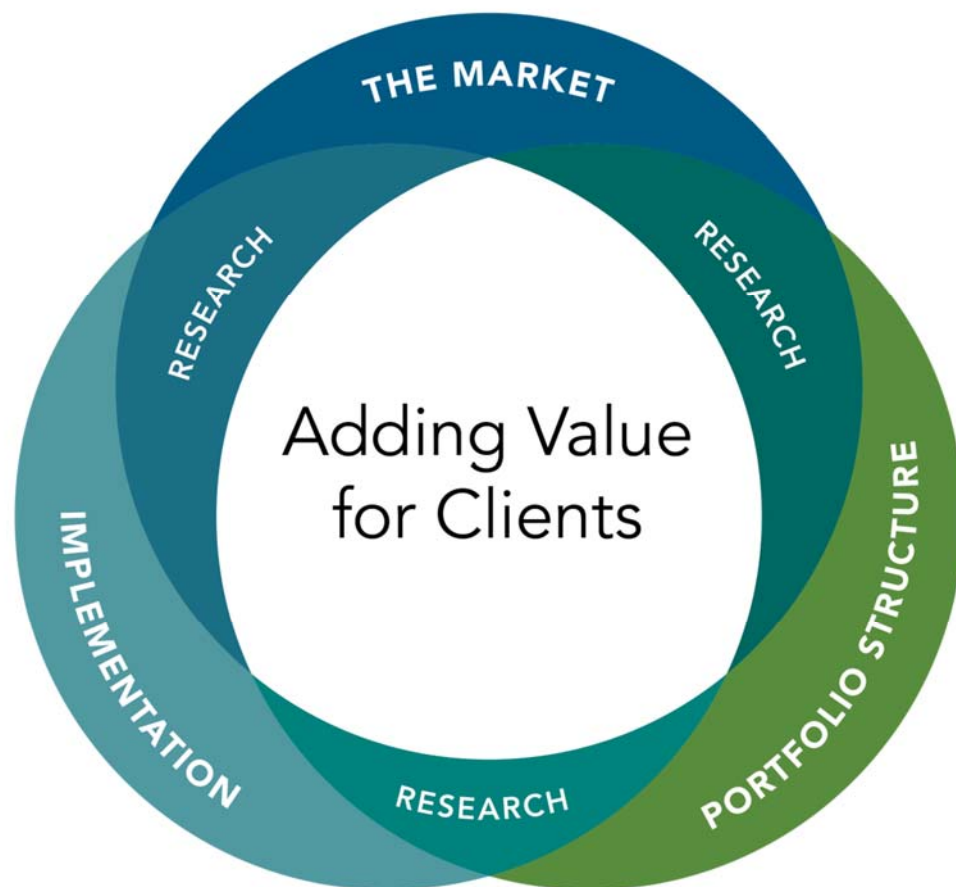 THE MARKET
RESEARCH
RESEARCH
Adding Value
for Clients
IMPLEMENTATION
PORTFOLIO STRUCTURE
RESEARCH